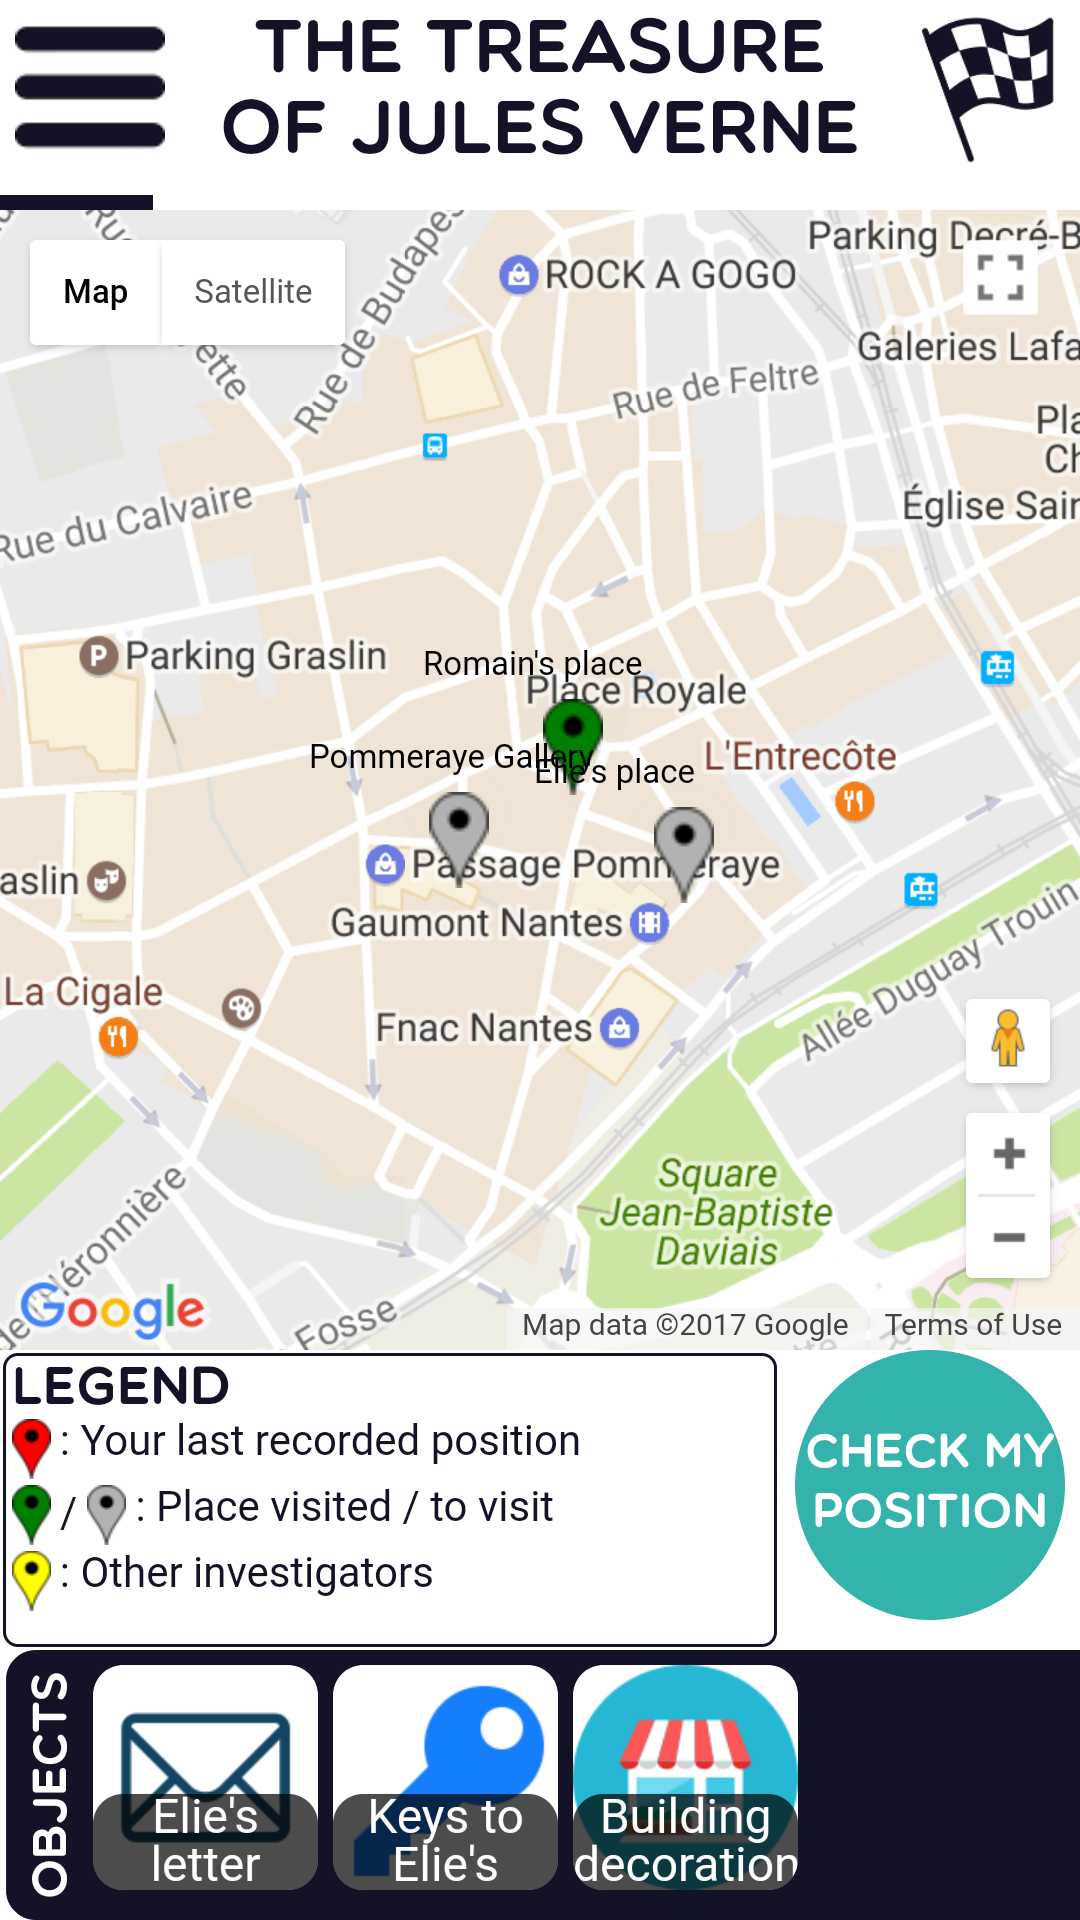 THE TREASURE
OF JULES VERNE
Map
Satellite
Rue de Budapes
ROCK A GOGO
Parking Decré-B
Galeries Lafa
Rue de Feltre
Pla
Ch
Église Sain
Rue du Calvaire
Parking Graslin
Romain's place
Place Royale
Pommeraye Gallery
Elie's place
L'Entrecôte
Passage Pommeraye
aslin
Gaumont Nantes
La Cigale
Fnac Nantes
Allée Duguay Trouin
Square
Jean-Baptiste
Daviais
Fosse
Google
Map data ©2017 Google
Terms of Use
LEGEND
: Your last recorded position
/ : Place visited / to visit
: Other investigators
CHECK MY
POSITION
OBJECTS
Elie's
letter
Keys to
Elie's
Building
decoration